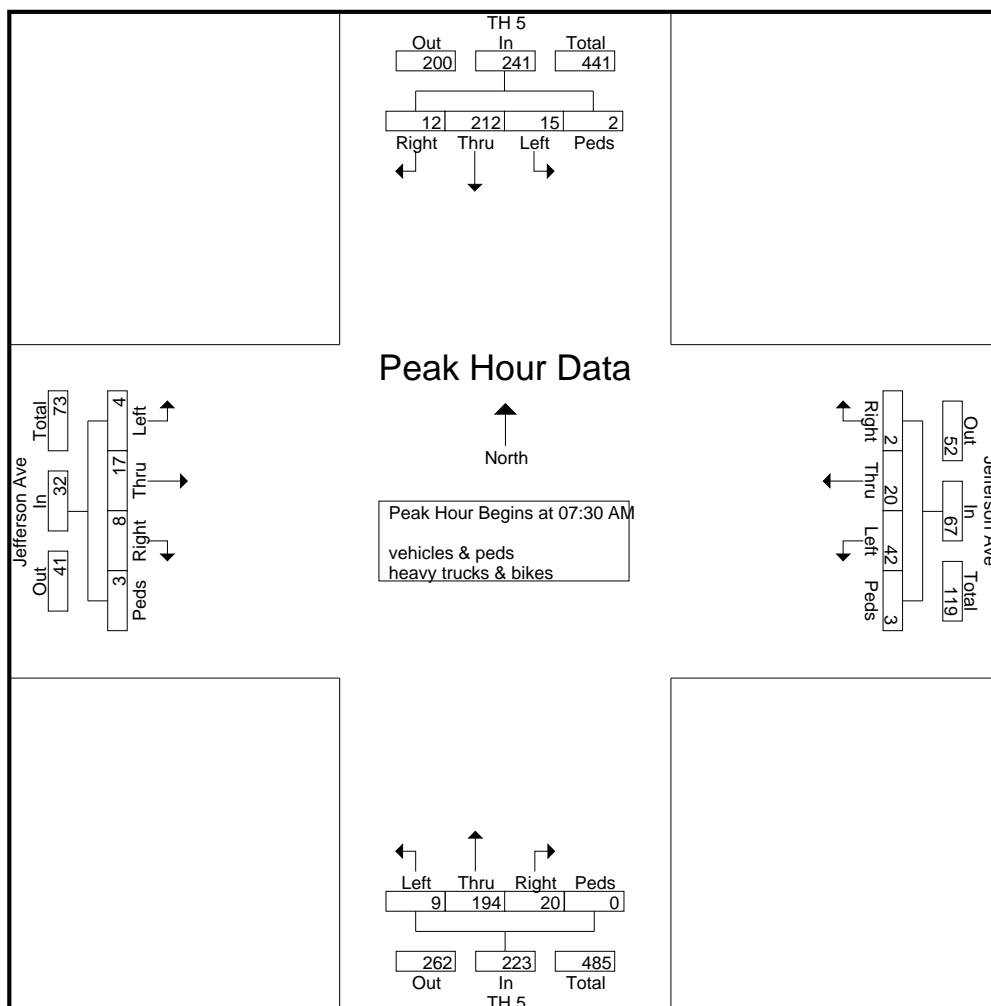 TH 5
Out In Total
200 241 441
12 212 15 2
Right Thru Left Peds
Peak Hour Data
North
Peak Hour Begins at 07:30 AM
vehicles & peds
heavy trucks & bikes
Jefferson Ave
Out In Total
41 32 73
Left Thru Right Peds
4 17 8 3
Jefferson Ave
Out In Total
52 67 119
Right Thru Left Peds
2 20 42 3
Left Thru Right Peds
9 194 20 0
262 223 485
Out In Total
TH 5